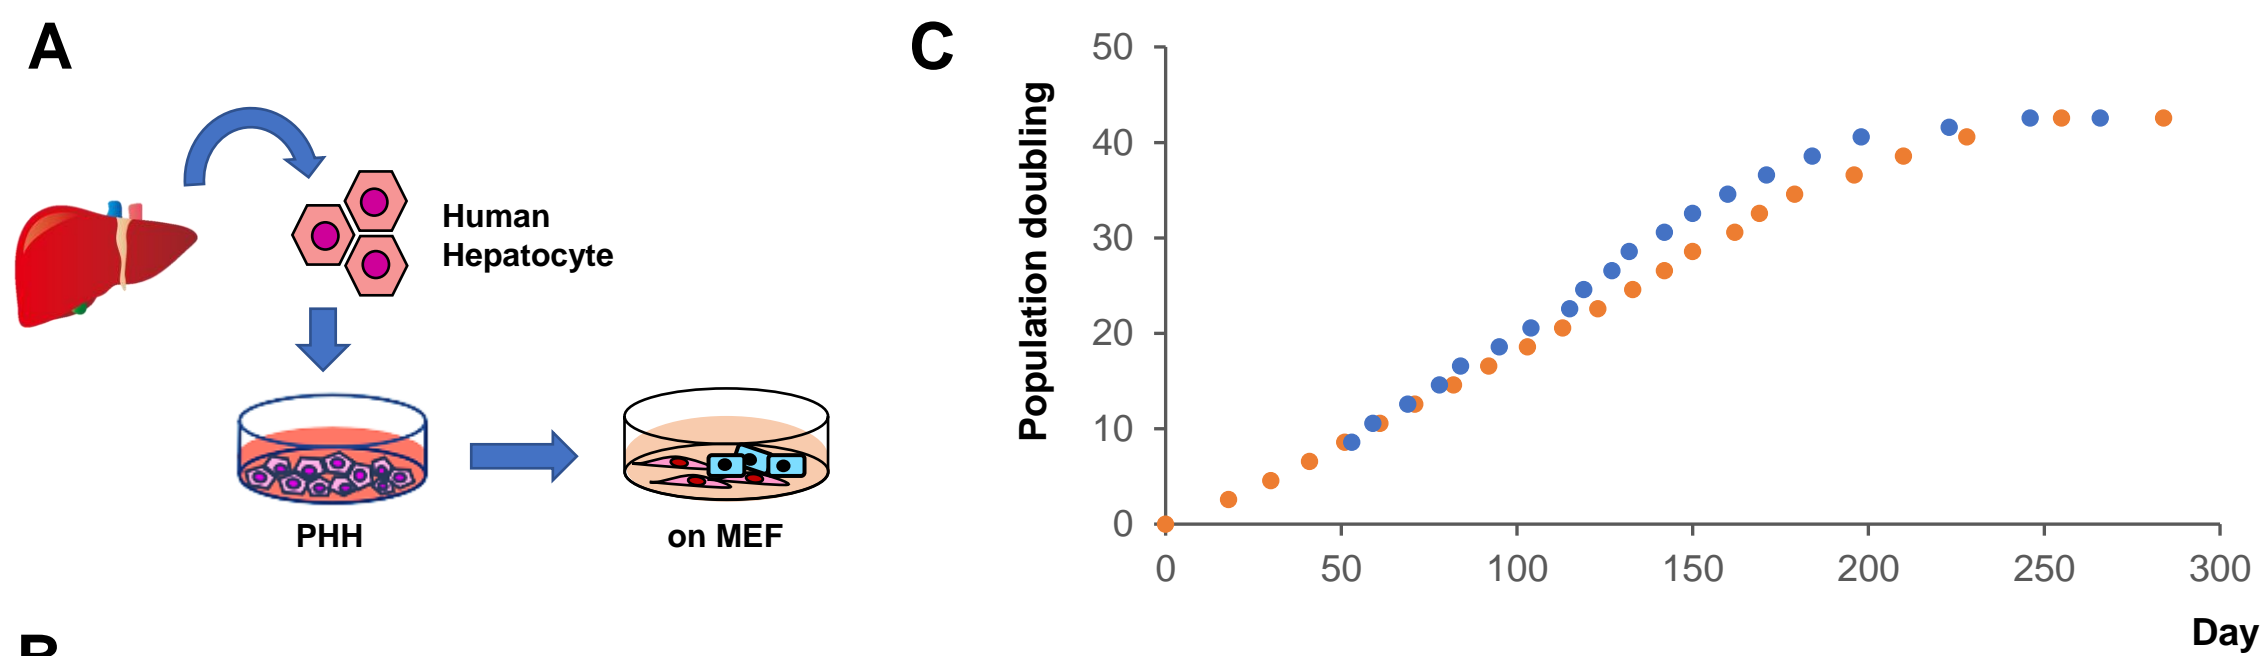 A
Human
Hepatocyte
PHH
on MEF
B
C
Population doubling
50
40
30
20
10
0
0 50 100 150 200 250 300
Day